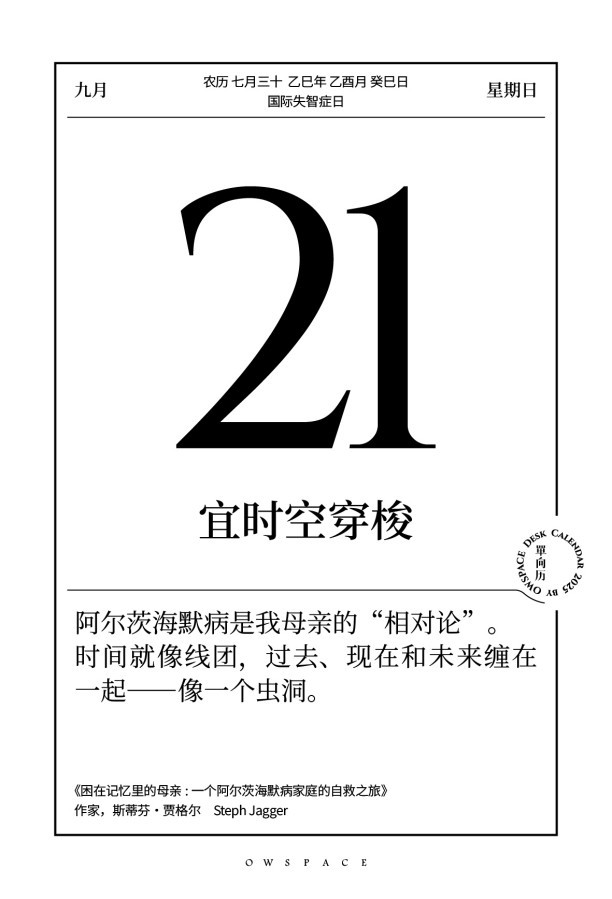 九月
农历 七月三十 乙巳年 乙酉月 癸巳日
国际失智症日
星期日
21
宜时空穿梭
DESK CALENDAR 2025 BY OWSPACE
單向历
阿尔茨海默病是我母亲的“相对论”。
时间就像线团，过去、现在和未来缠在
一起——像一个虫洞。
《困在记忆里的母亲：一个阿尔茨海默病家庭的自救之旅》
作家，斯蒂芬・贾格尔 Steph Jagger
OWSPACE